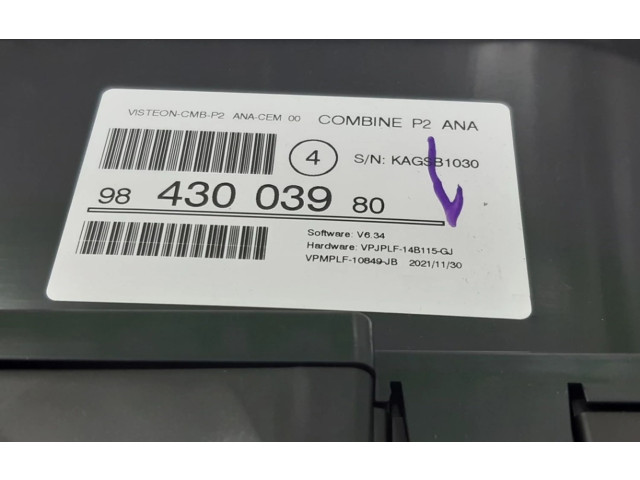 VISTEON-CMB-P2 ANA-CEM 00 COMBINE P2 ANA
4 S/N: KAGSB1030
98 430 039 80
Software: V6.34
Hardware: VPJPLF-14B115-GJ
VPMPLF-10849-JB 2021/11/30
P